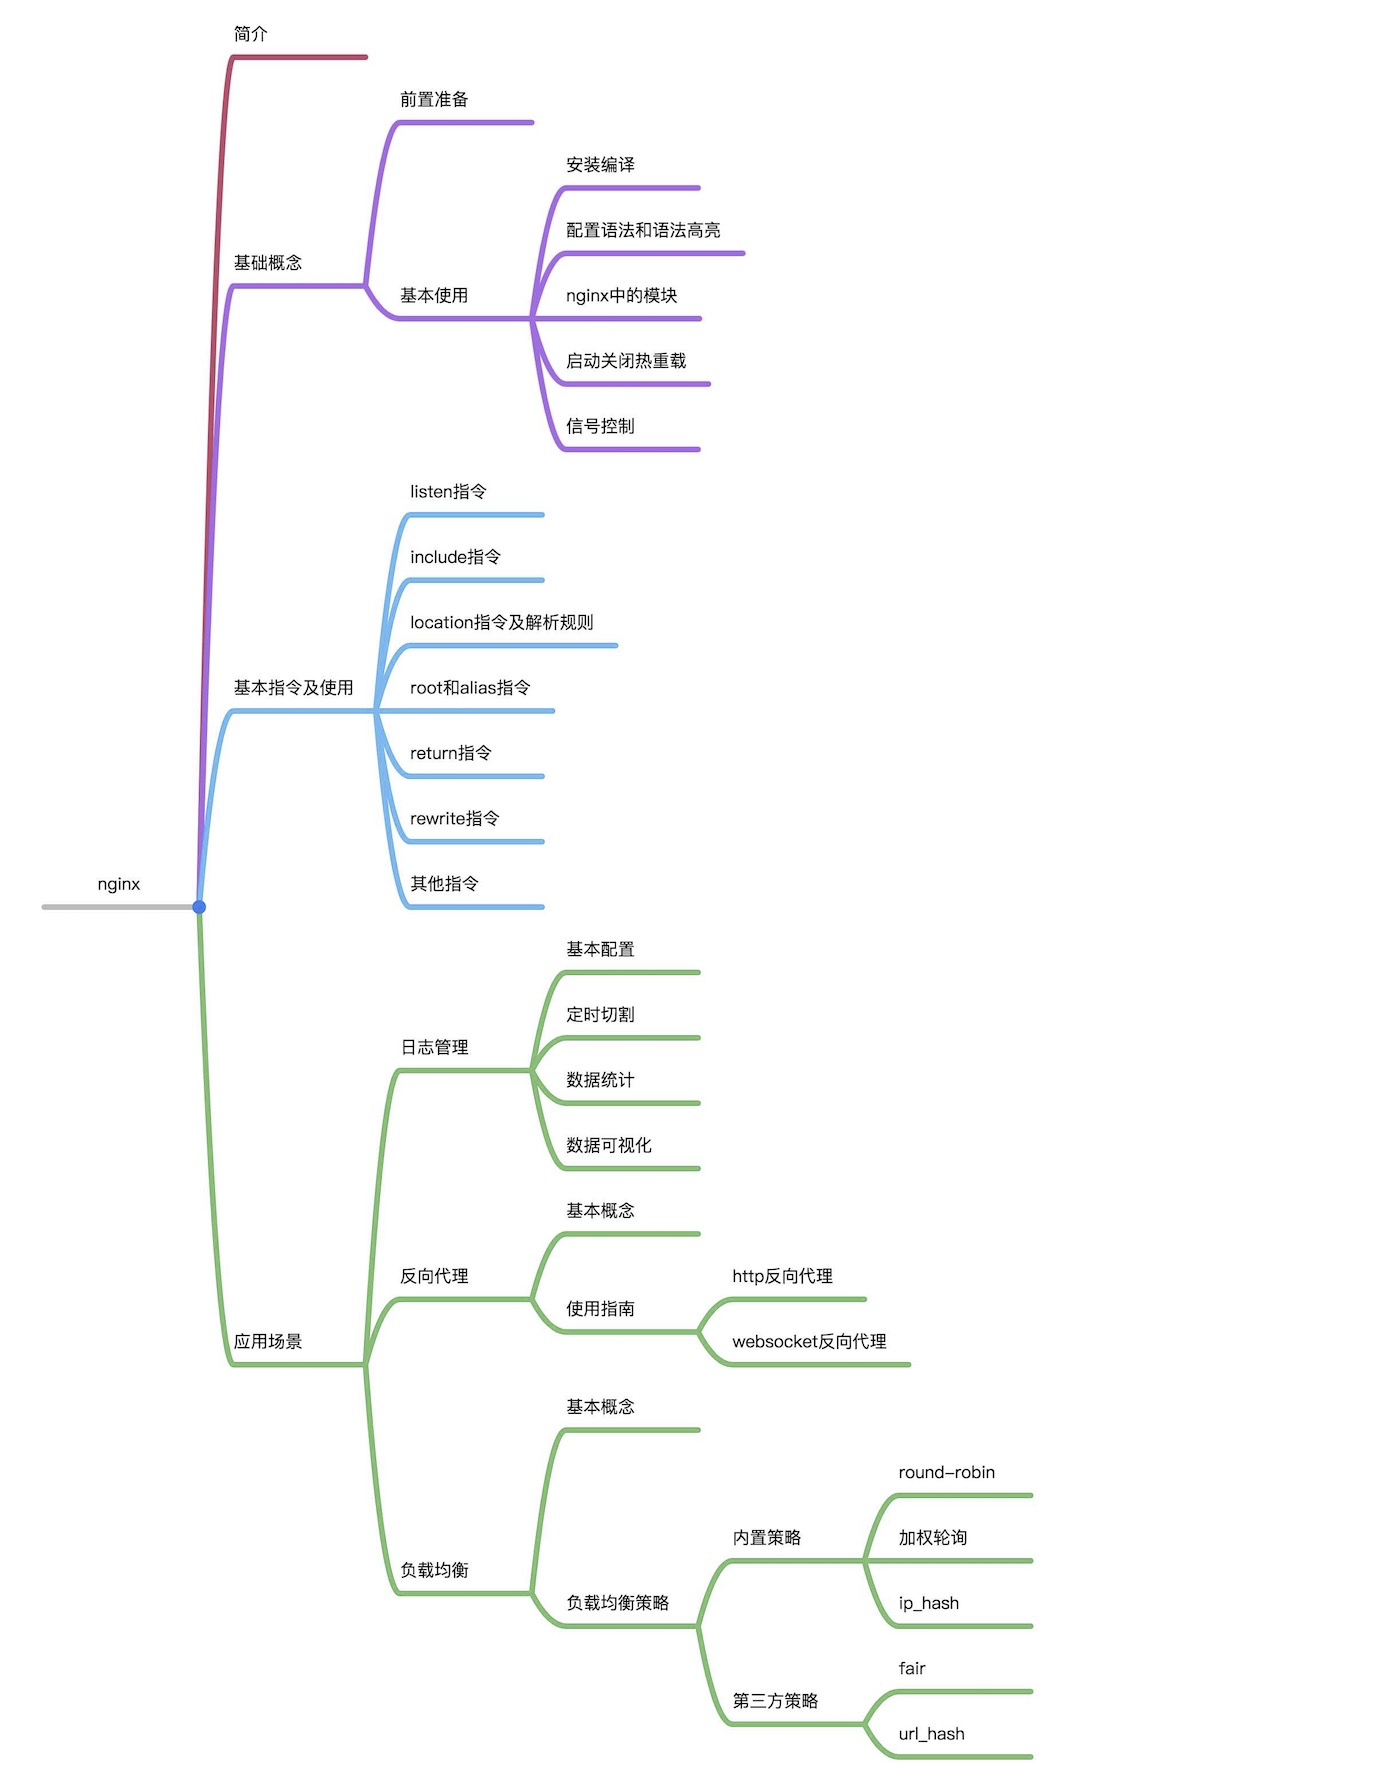 简介
前置准备
安装编译
配置语法和语法高亮
基础概念
基本使用
nginx中的模块
启动关闭热重载
信号控制
listen指令
include指令
location指令及解析规则
基本指令及使用
root和alias指令
return指令
rewrite指令
nginx
其他指令
基本配置
定时切割
日志管理
数据统计
数据可视化
基本概念
反向代理
http反向代理
使用指南
应用场景
websocket反向代理
基本概念
round-robin
内置策略
加权轮询
负载均衡
负载均衡策略
ip_hash
fair
第三方策略
url_hash